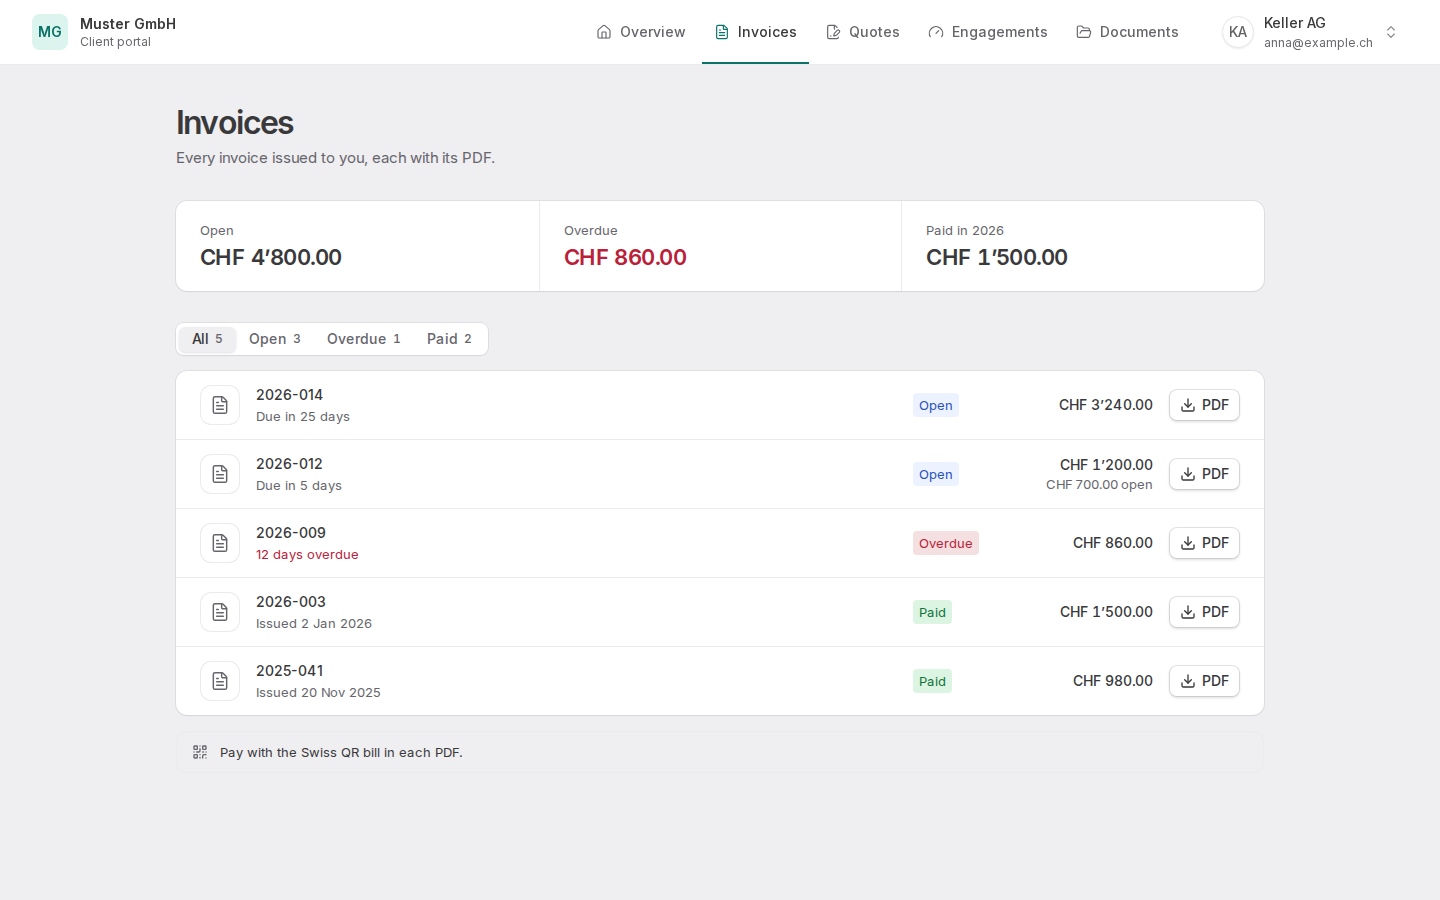 MG
Muster GmbH
Client portal
Overview
Invoices
Quotes
Engagements
Documents
KA
Keller AG
anna@example.ch
Invoices
Every invoice issued to you, each with its PDF.
Open
CHF 4’800.00
Overdue
CHF 860.00
Paid in 2026
CHF 1’500.00
All 5
Open 3
Overdue 1
Paid 2
2026-014
Due in 25 days
Open
CHF 3’240.00
PDF
2026-012
Due in 5 days
Open
CHF 1’200.00
CHF 700.00 open
PDF
2026-009
12 days overdue
Overdue
CHF 860.00
PDF
2026-003
Issued 2 Jan 2026
Paid
CHF 1’500.00
PDF
2025-041
Issued 20 Nov 2025
Paid
CHF 980.00
PDF
Pay with the Swiss QR bill in each PDF.